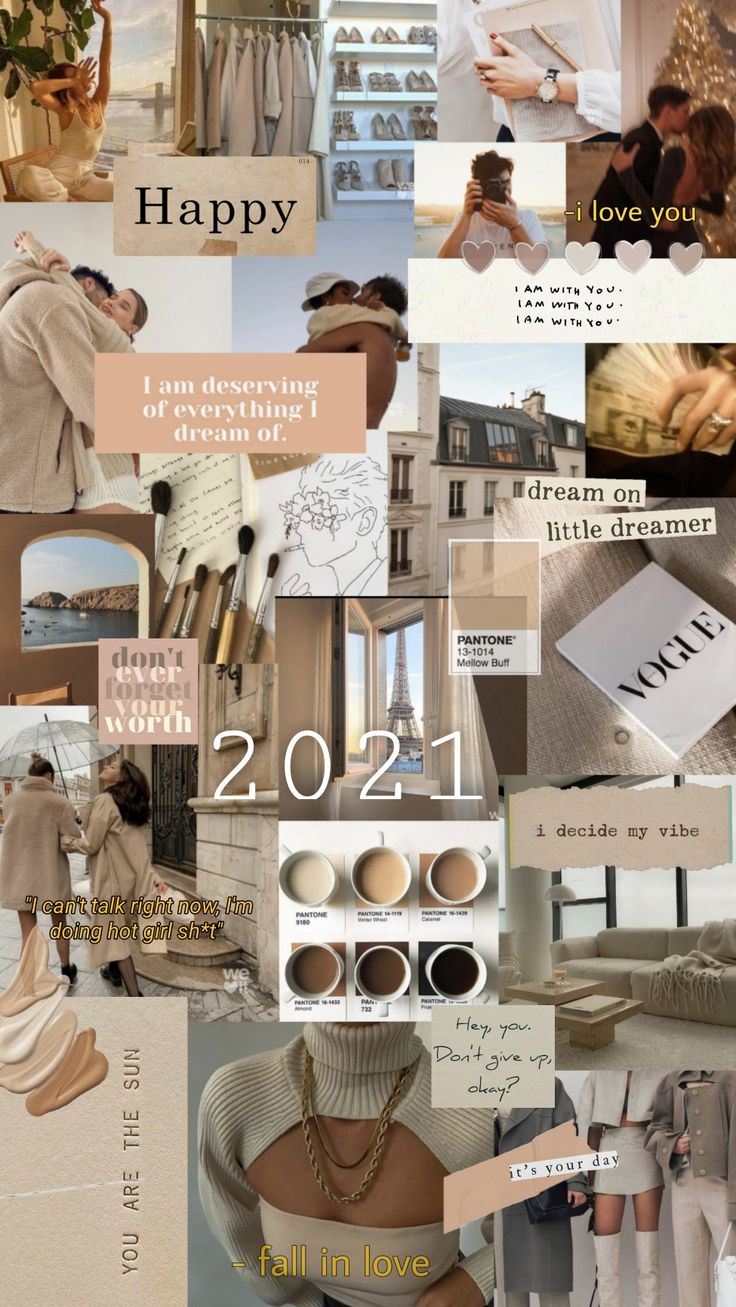 014
Happy
-i love you
I AM WITH YOU.
I AM WITH YOU.
I AM WITH YOU.
I am deserving
of everything I
dream of.
dream on
little dreamer
PANTONE®
13-1014
Mellow Buff
VOGUE
don't
ever
forget
your
worth
2021
i decide my vibe
PANTONE
9180
PANTONE 14-1119
Winter Wheat
PANTONE 16-1439
Caramel
PANTONE 16-1432
Almond
732
"I can't talk right now, I'm
doing hot girl sh*t"
we
it
Hey, you.
Don't give up,
okay?
YOU ARE THE SUN
it's your day
- fall in love